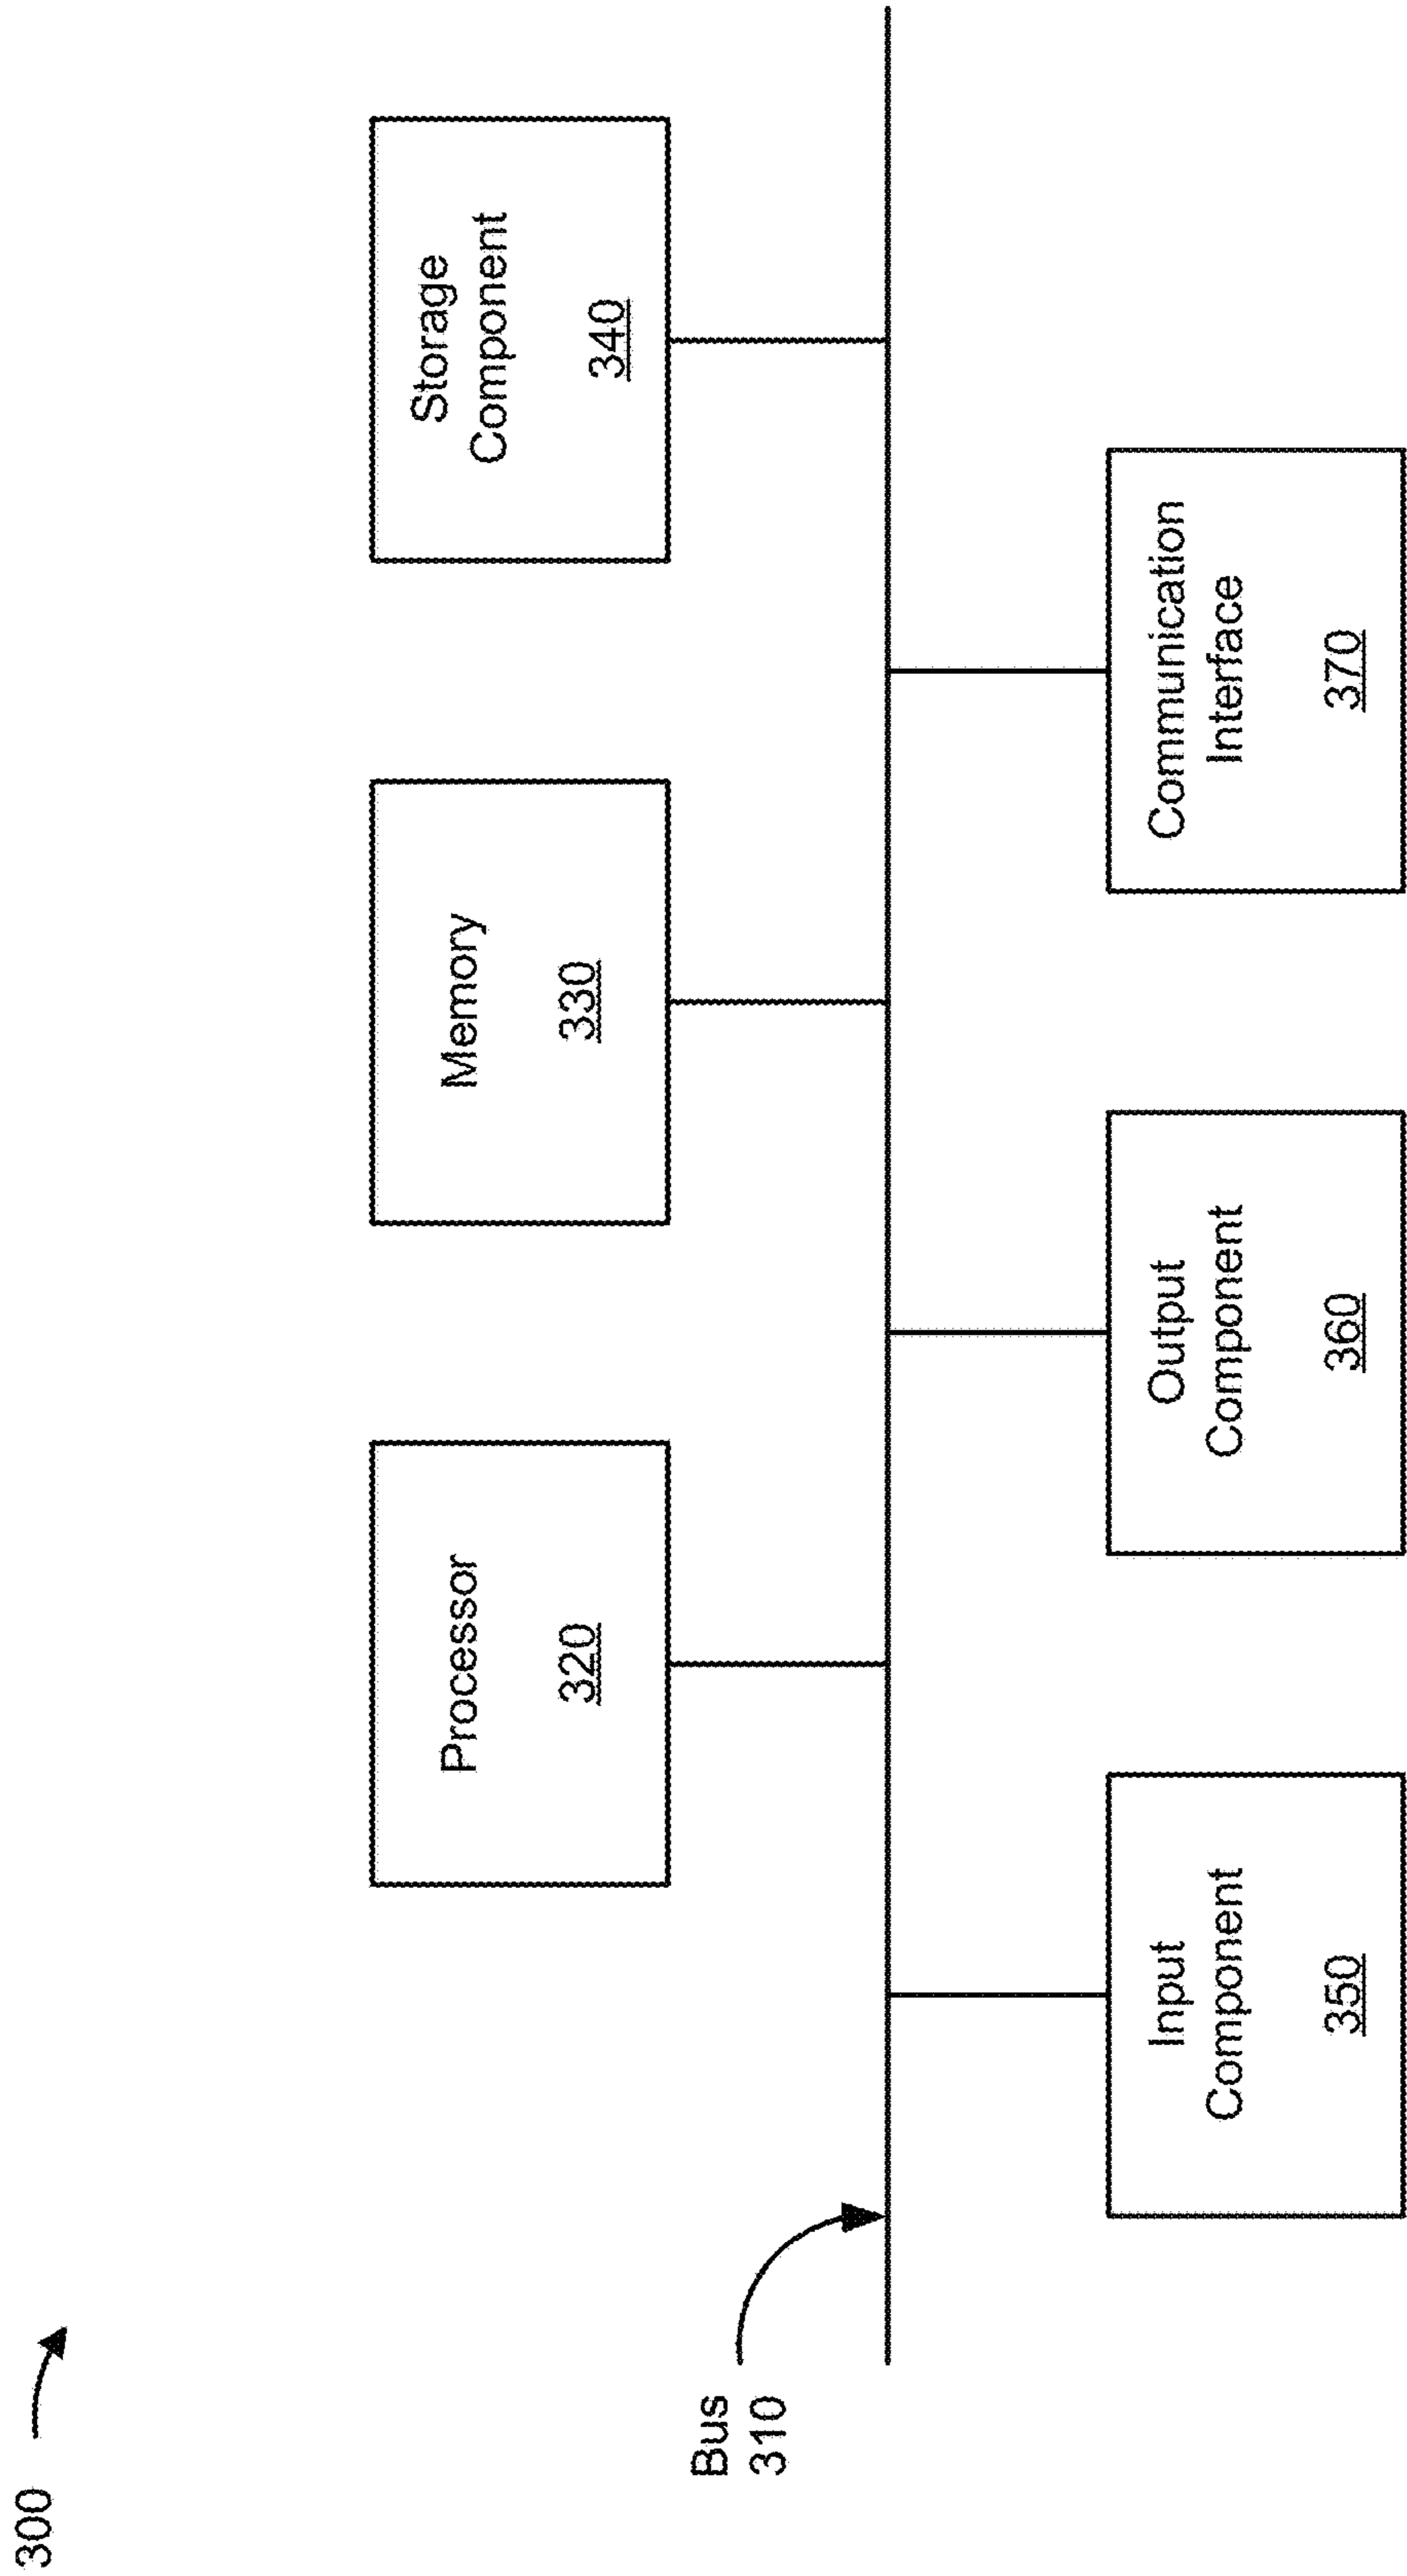 300
Processor
320
Memory
330
Storage
Component
340
Bus
310
Input
Component
350
Output
Component
360
Communication
Interface
370